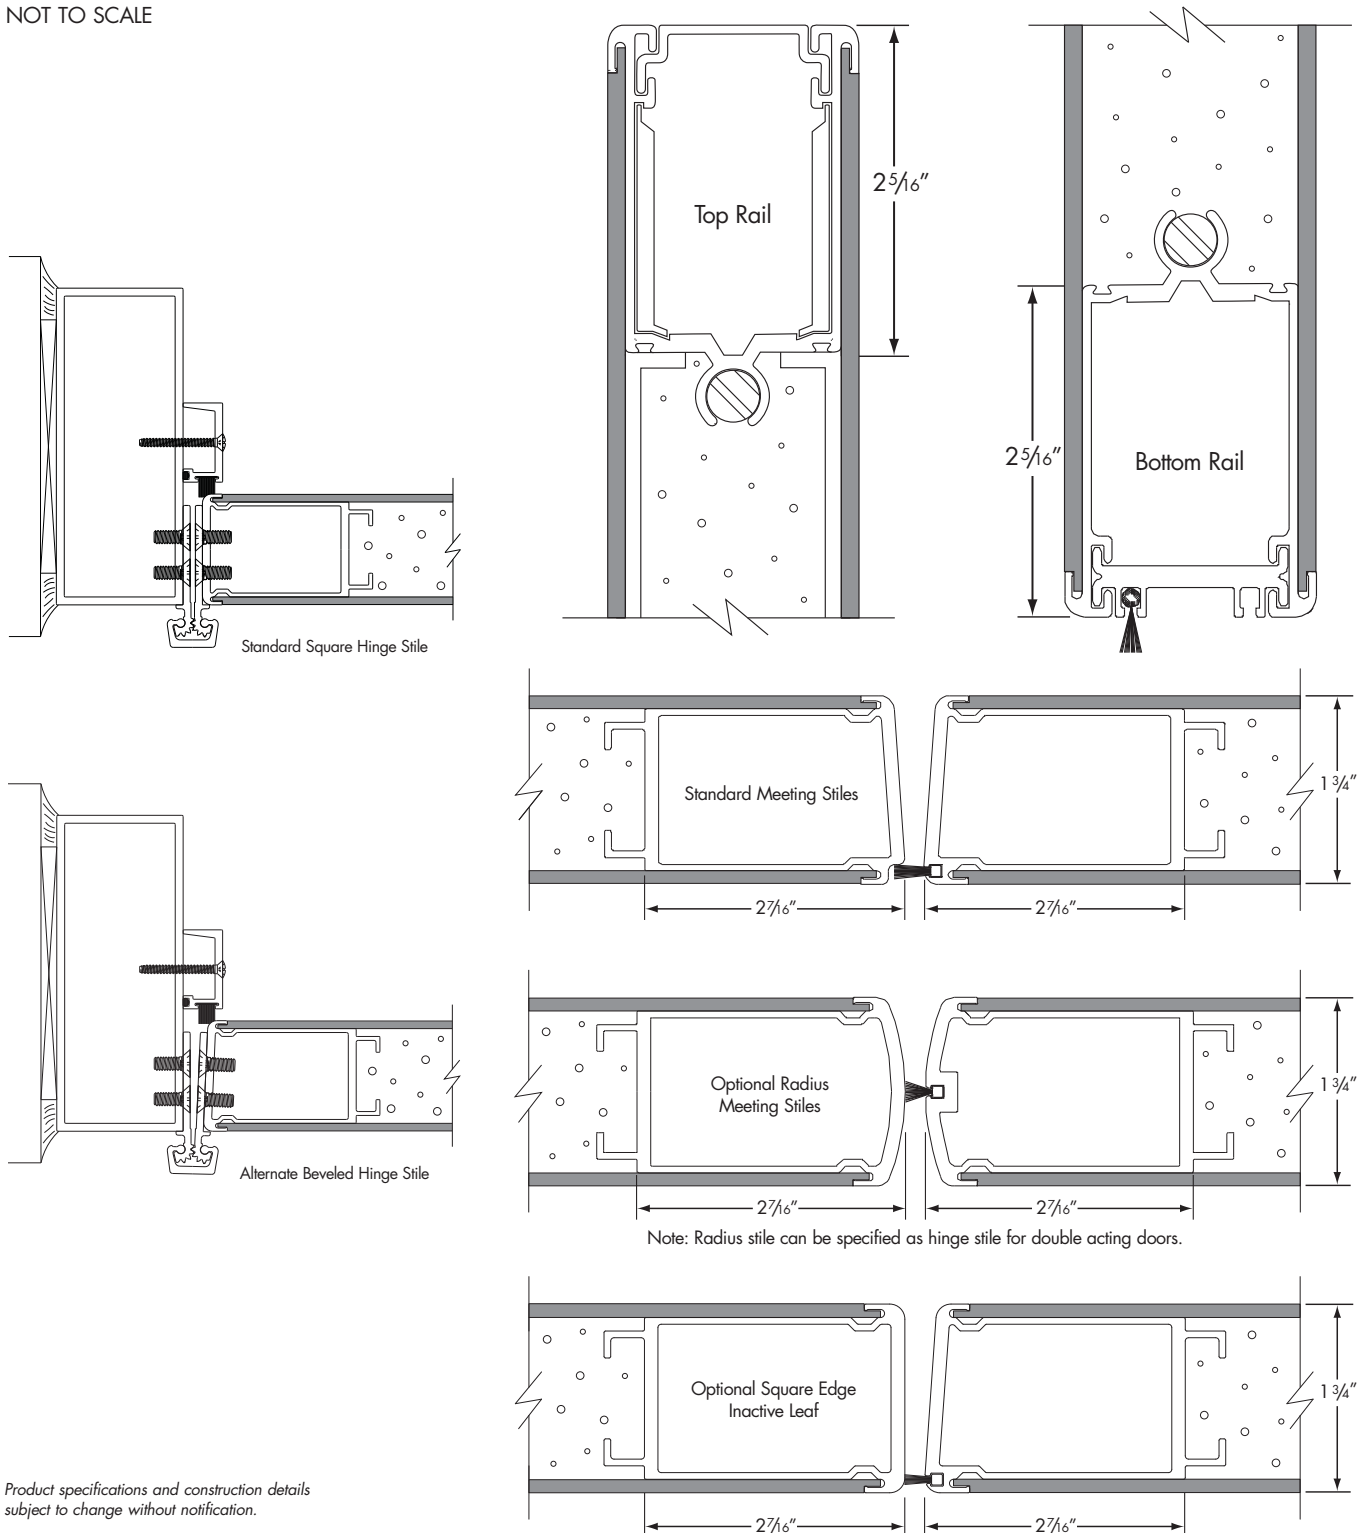 NOT TO SCALE
2 5/16"
Top Rail
2 5/16"
Bottom Rail
Standard Square Hinge Stile
Standard Meeting Stiles
1 3/4"
2 7/16"
2 7/16"
Optional Radius
Meeting Stiles
1 3/4"
Alternate Beveled Hinge Stile
2 7/16"
2 7/16"
Note: Radius stile can be specified as hinge stile for double acting doors.
Optional Square Edge
Inactive Leaf
1 3/4"
Product specifications and construction details
subject to change without notification.
2 7/16"
2 7/16"